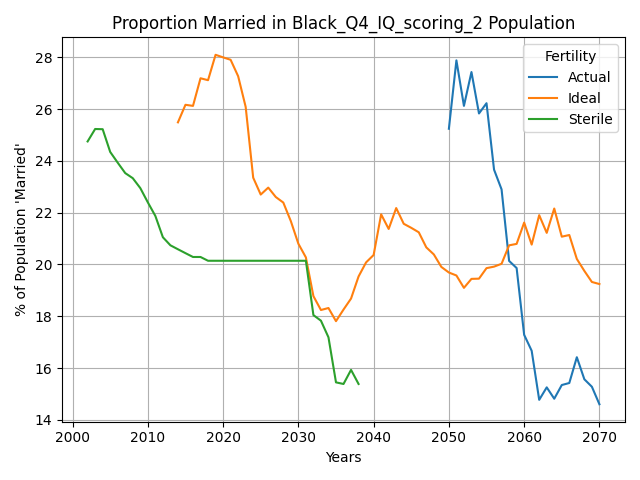 Proportion Married in Black_Q4_IQ_scoring_2 Population
% of Population 'Married'
28
26
24
22
20
18
16
14
Fertility
Actual
Ideal
Sterile
2000 2010 2020 2030 2040 2050 2060 2070
Years